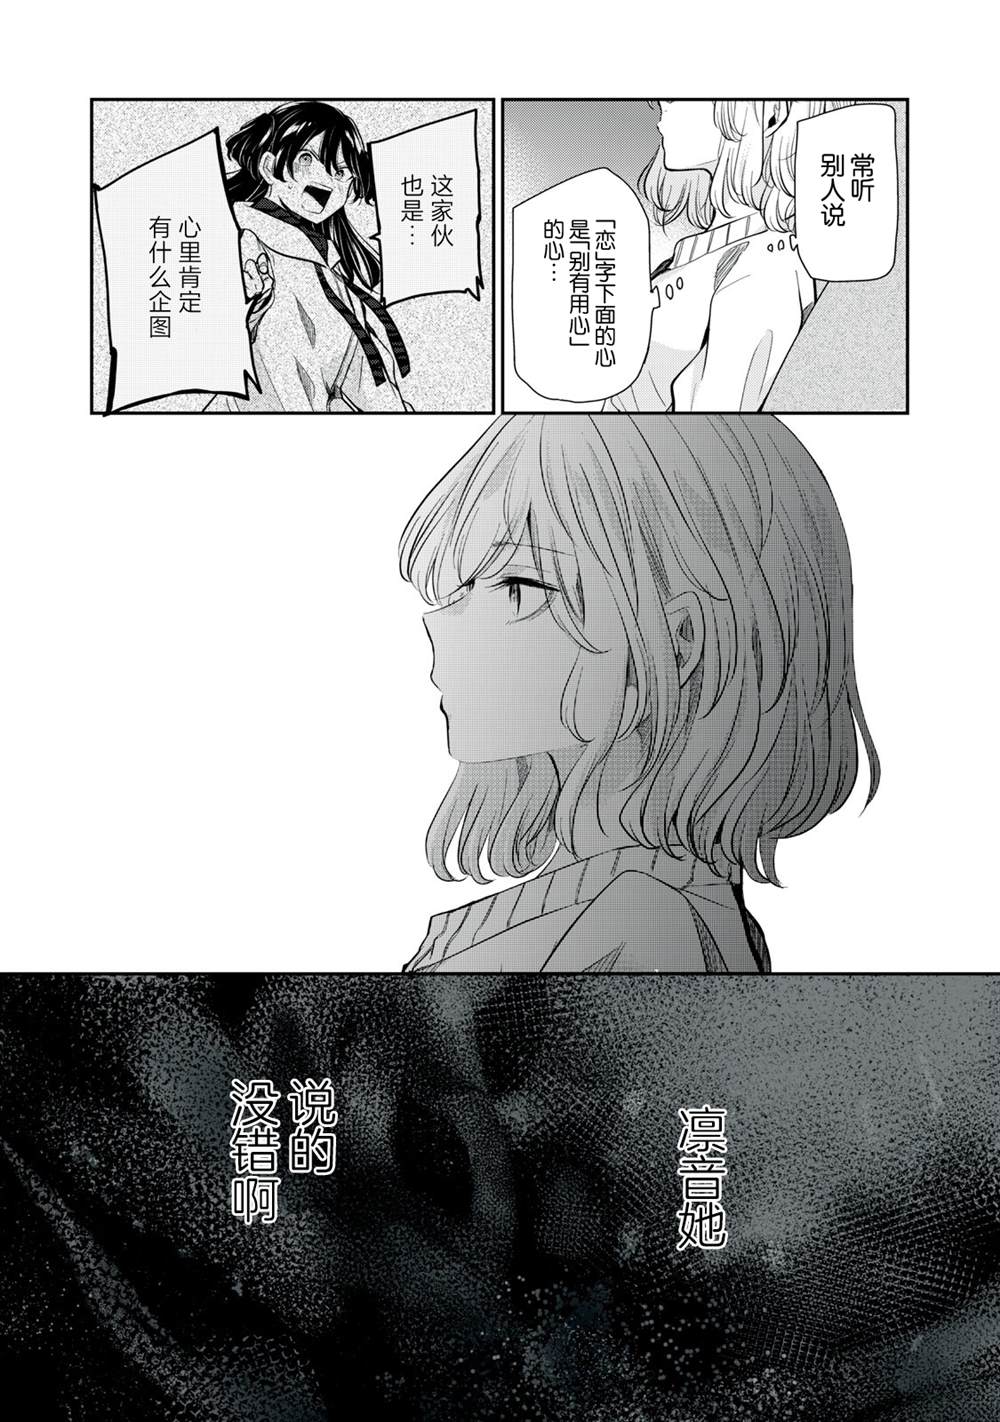 常听
别人说
「恋」字下面的心
是「别有用心」
的心…
这家伙
也是…
心里肯定
有什么企图
凛音她
说的
没错啊